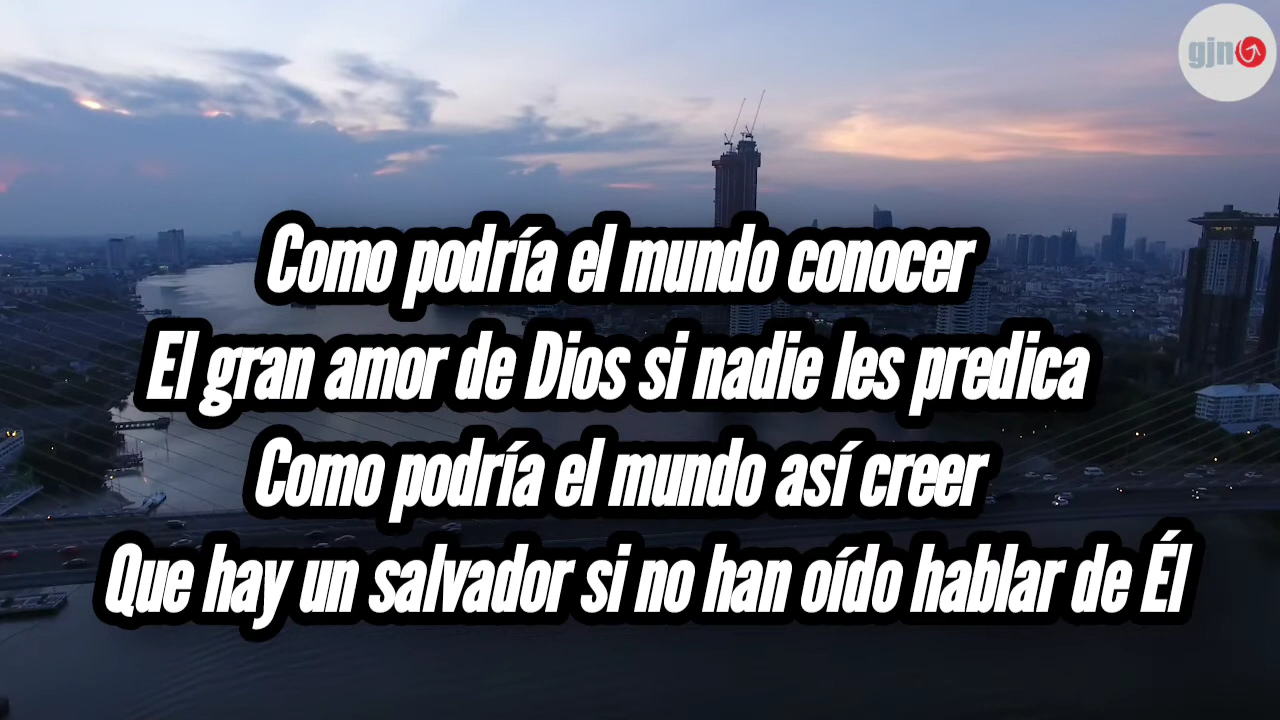 gjn
Como podría el mundo conocer
El gran amor de Dios si nadie les predica
Como podría el mundo así creer
Que hay un salvador si no han oído hablar de Él